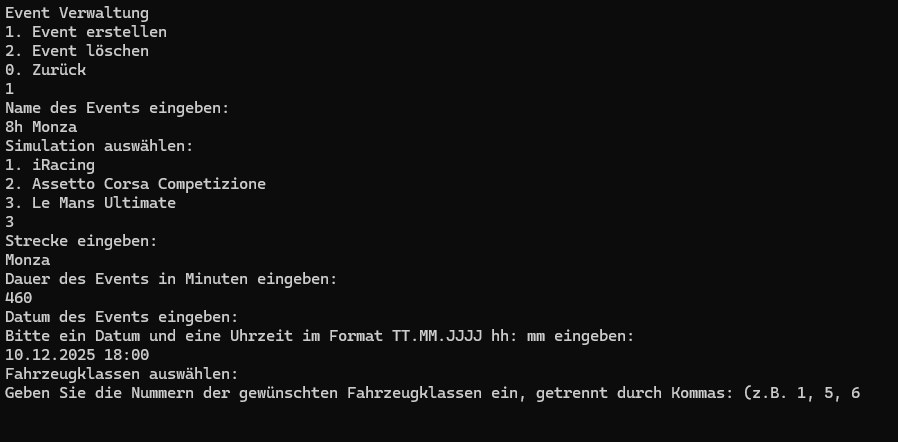 Event Verwaltung
1. Event erstellen
2. Event löschen
0. Zurück
1
Name des Events eingeben:
8h Monza
Simulation auswählen:
1. iRacing
2. Assetto Corsa Competizione
3. Le Mans Ultimate
3
Strecke eingeben:
Monza
Dauer des Events in Minuten eingeben:
460
Datum des Events eingeben:
Bitte ein Datum und eine Uhrzeit im Format TT.MM.JJJJ hh: mm eingeben:
10.12.2025 18:00
Fahrzeugklassen auswählen:
Geben Sie die Nummern der gewünschten Fahrzeugklassen ein, getrennt durch Kommas: (z.B. 1, 5, 6